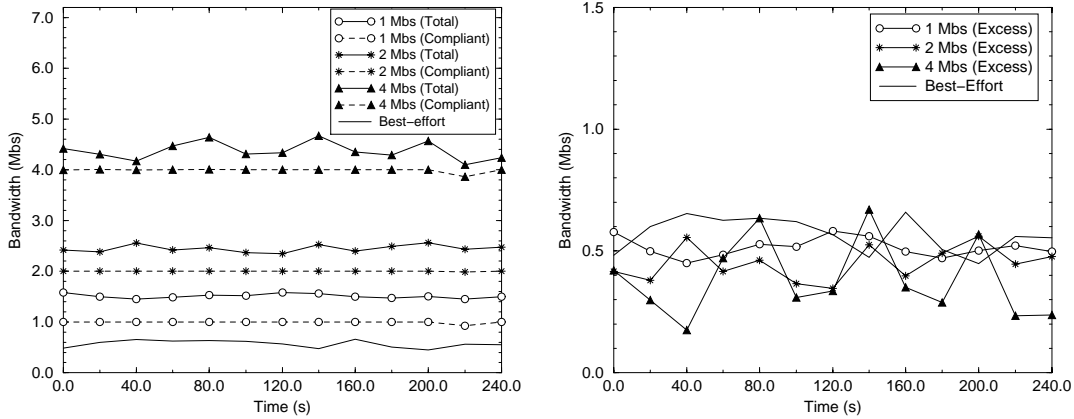 7.0
6.0
5.0
4.0
3.0
2.0
1.0
0.0
Bandwidth (Mbs)
0.0 40.0 80.0 120.0 160.0 200.0 240.0
Time (s)
1 Mbs (Total)
1 Mbs (Compliant)
2 Mbs (Total)
2 Mbs (Compliant)
4 Mbs (Total)
4 Mbs (Compliant)
Best-effort
1.5
1.0
0.5
0.0
Bandwidth (Mbs)
0.0 40.0 80.0 120.0 160.0 200.0 240.0
Time (s)
1 Mbs (Excess)
2 Mbs (Excess)
4 Mbs (Excess)
Best-Effort